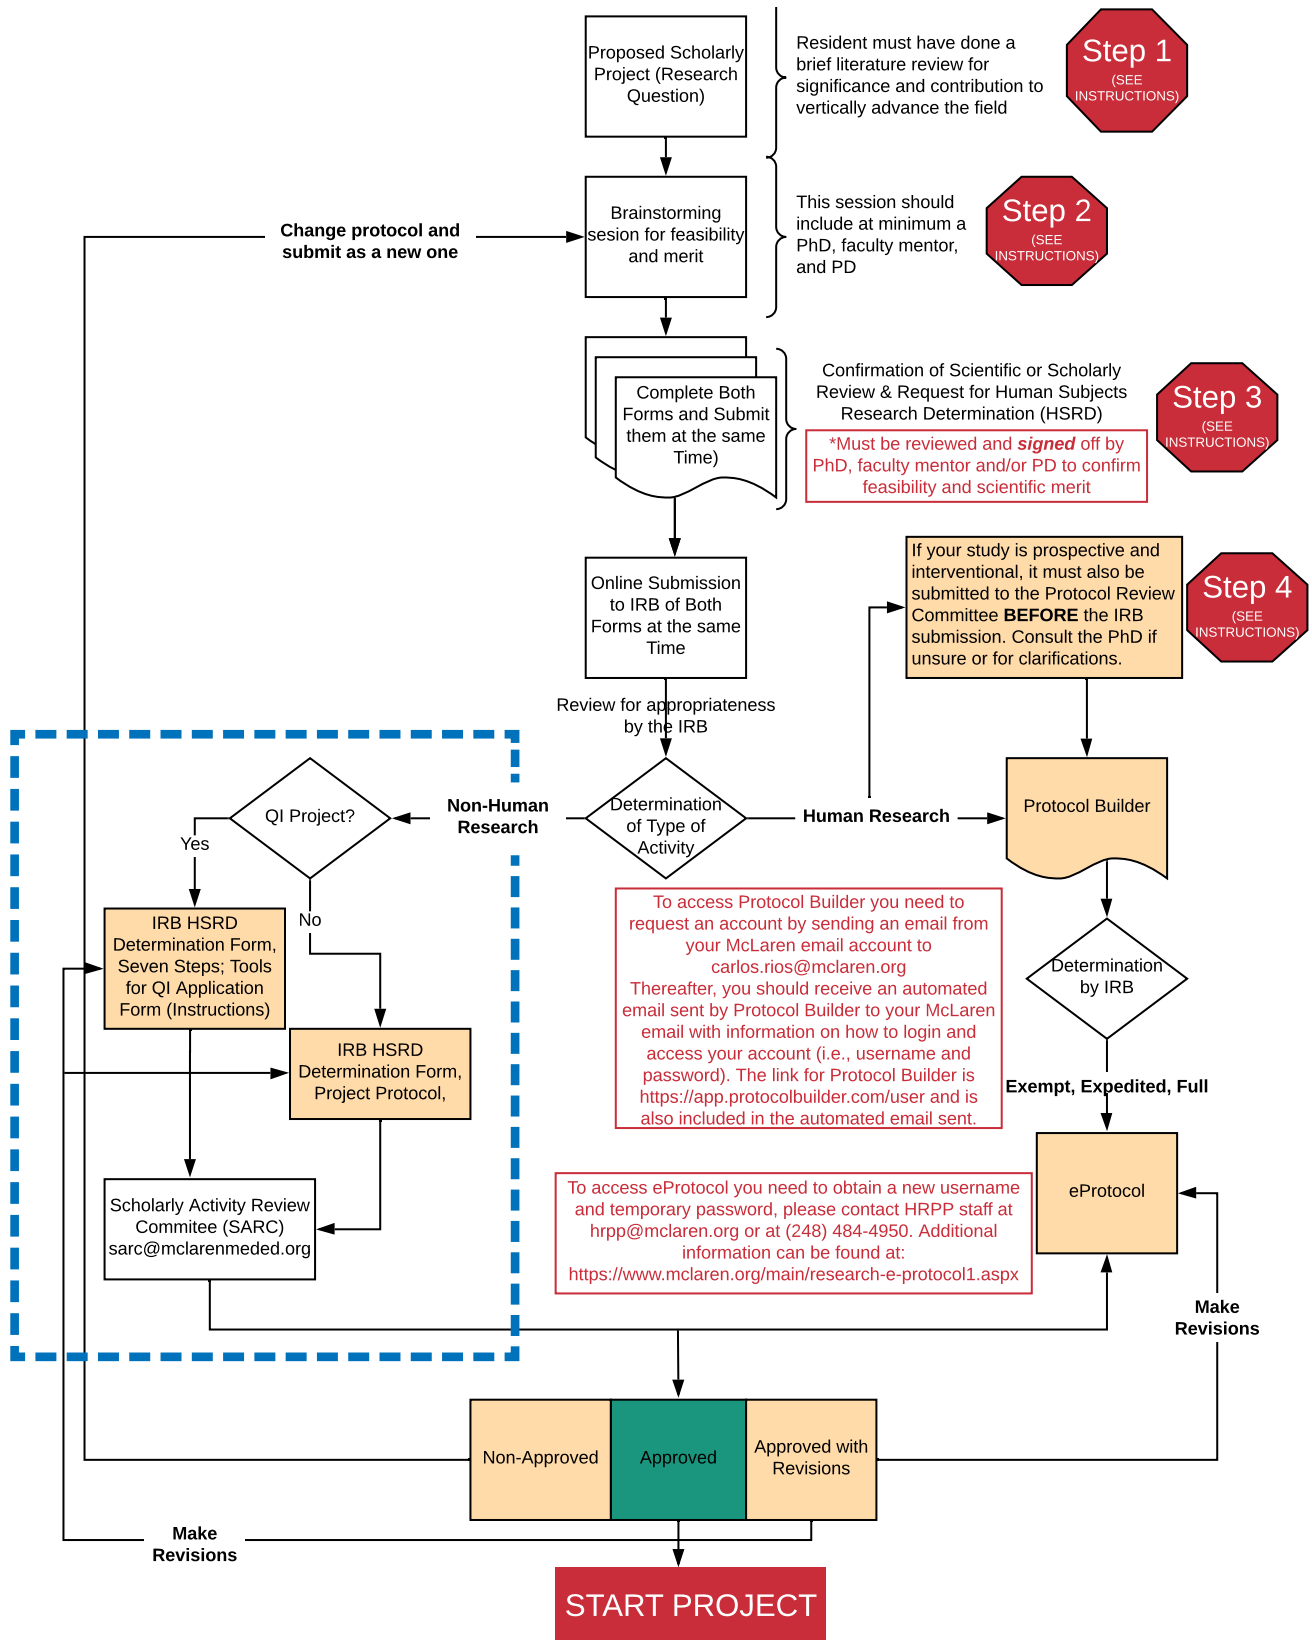 Proposed Scholarly
Project (Research
Question)
Resident must have done a
brief literature review for
significance and contribution to
vertically advance the field
Step 1
(SEE
INSTRUCTIONS)
Change protocol and
submit as a new one
Brainstorming
sesion for feasibility
and merit
This session should
include at minimum a
PhD, faculty mentor,
and PD
Step 2
(SEE
INSTRUCTIONS)
Complete Both
Forms and Submit
them at the same
Time)
Confirmation of Scientific or Scholarly
Review & Request for Human Subjects
Research Determination (HSRD)
*Must be reviewed and signed off by
PhD, faculty mentor and/or PD to confirm
feasibility and scientific merit
Step 3
(SEE
INSTRUCTIONS)
Online Submission
to IRB of Both
Forms at the same
Time
If your study is prospective and
interventional, it must also be
submitted to the Protocol Review
Committee BEFORE the IRB
submission. Consult the PhD if
unsure or for clarifications.
Step 4
(SEE
INSTRUCTIONS)
Review for appropriateness
by the IRB
QI Project?
Non-Human
Research
Determination
of Type of
Activity
Human Research
Protocol Builder
Yes
No
IRB HSRD
Determination Form,
Seven Steps; Tools
for QI Application
Form (Instructions)
IRB HSRD
Determination Form,
Project Protocol,
To access Protocol Builder you need to
request an account by sending an email from
your McLaren email account to
carlos.rios@mclaren.org
Thereafter, you should receive an automated
email sent by Protocol Builder to your McLaren
email with information on how to login and
access your account (i.e., username and
password). The link for Protocol Builder is
https://app.protocolbuilder.com/user and is
also included in the automated email sent.
Determination
by IRB
Exempt, Expedited, Full
Scholarly Activity Review
Commitee (SARC)
sarc@mclarenmeded.org
To access eProtocol you need to obtain a new username
and temporary password, please contact HRPP staff at
hrpp@mclaren.org or at (248) 484-4950. Additional
information can be found at:
https://www.mclaren.org/main/research-e-protocol1.aspx
eProtocol
Make
Revisions
Non-Approved
Approved
Approved with
Revisions
Make
Revisions
START PROJECT